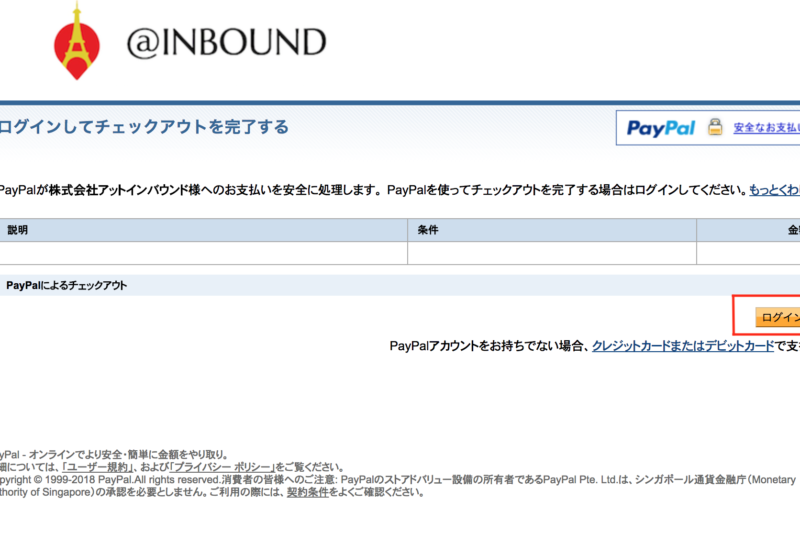 @INBOUND
ログインしてチェックアウトを完了する
PayPal 安全なお支払い
PayPalが株式会社アットインバウンド様へのお支払いを安全に処理します。 PayPalを使ってチェックアウトを完了する場合はログインしてください。もっとくわ
説明 条件 金
PayPalによるチェックアウト
ログイン
PayPalアカウントをお持ちでない場合、クレジットカードまたはデビットカードで支
yPal - オンラインでより安全・簡単に金額をやり取り。
細については、「ユーザー規約」、および「プライバシー ポリシー」をご覧ください。
pyright © 1999-2018 PayPal.All rights reserved.消費者の皆様へのご注意: PayPalのストアドバリュー設備の所有者であるPayPal Pte. Ltd.は、シンガポール通貨金融庁（Monetary
thority of Singapore）の承認を必要としません。ご利用の際には、契約条件をよくご確認ください。